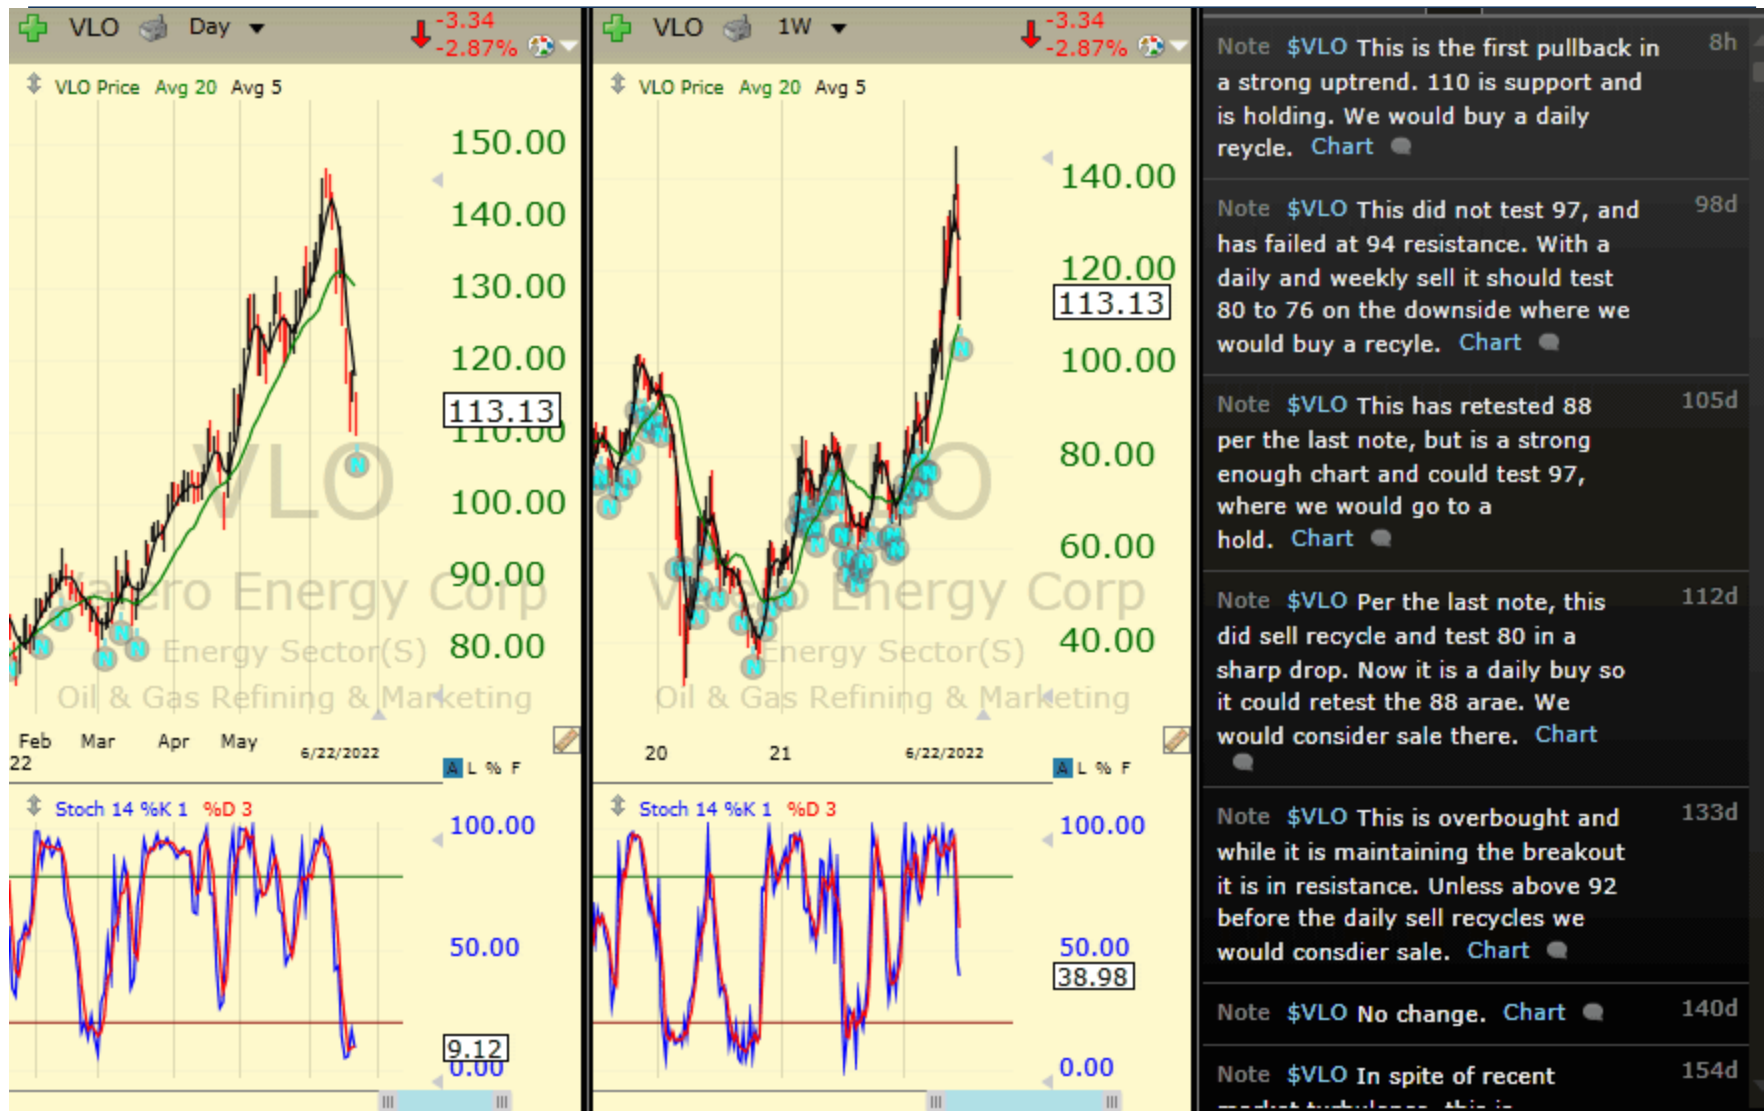 VLO Day
-3.34
-2.87%
VLO Price Avg 20 Avg 5
150.00
140.00
130.00
120.00
113.13
110.00
100.00
90.00
80.00
VLO
Valero Energy Corp
Energy Sector(S)
Oil & Gas Refining & Marketing
Feb Mar Apr May 6/22/2022
22
A L % F
Stoch 14 %K 1 %D 3
100.00
50.00
9.12
0.00
VLO 1W
-3.34
-2.87%
VLO Price Avg 20 Avg 5
140.00
120.00
113.13
100.00
80.00
60.00
40.00
VLO
Valero Energy Corp
Energy Sector(S)
Oil & Gas Refining & Marketing
20 21 6/22/2022
A L % F
Stoch 14 %K 1 %D 3
100.00
50.00
38.98
0.00
Note $VLO This is the first pullback in 8h
a strong uptrend. 110 is support and
is holding. We would buy a daily
reycle. Chart
Note $VLO This did not test 97, and 98d
has failed at 94 resistance. With a
daily and weekly sell it should test
80 to 76 on the downside where we
would buy a recyle. Chart
Note $VLO This has retested 88 105d
per the last note, but is a strong
enough chart and could test 97,
where we would go to a
hold. Chart
Note $VLO Per the last note, this 112d
did sell recycle and test 80 in a
sharp drop. Now it is a daily buy so
it could retest the 88 arae. We
would consider sale there. Chart
Note $VLO This is overbought and 133d
while it is maintaining the breakout
it is in resistance. Unless above 92
before the daily sell recycles we
would consdier sale. Chart
Note $VLO No change. Chart 140d
Note $VLO In spite of recent 154d